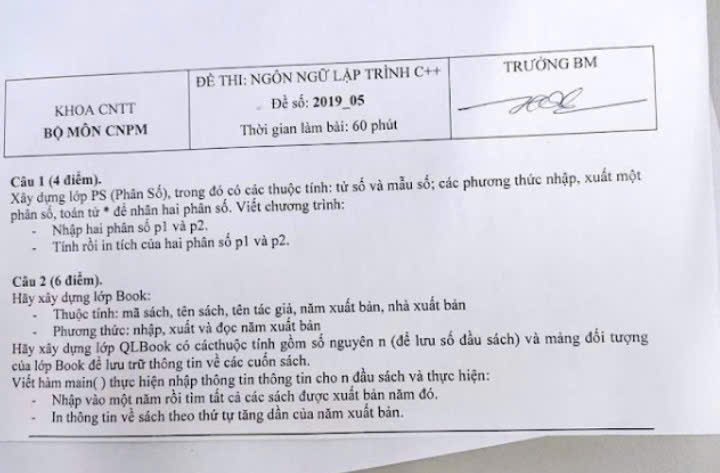 KHOA CNTT
BỘ MÔN CNPM
ĐỀ THI: NGÔN NGỮ LẬP TRÌNH C++
Đề số: 2019_05
Thời gian làm bài: 60 phút
TRƯỞNG BM
Câu 1 (4 điểm).
Xây dựng lớp PS (Phân Số), trong đó có các thuộc tính: tử số và mẫu số; các phương thức nhập, xuất một
phân số, toán tử * để nhân hai phân số. Viết chương trình:
- Nhập hai phân số p1 và p2.
- Tính rồi in tích của hai phân số p1 và p2.
Câu 2 (6 điểm).
Hãy xây dựng lớp Book:
- Thuộc tính: mã sách, tên sách, tên tác giả, năm xuất bản, nhà xuất bản
- Phương thức: nhập, xuất và đọc năm xuất bản
Hãy xây dựng lớp QLBook có cácthuộc tính gồm số nguyên n (để lưu số đầu sách) và mảng đối tượng
của lớp Book để lưu trữ thông tin về các cuốn sách.
Viết hàm main( ) thực hiện nhập thông tin thông tin cho n đầu sách và thực hiện:
- Nhập vào một năm rồi tìm tất cả các sách được xuất bản năm đó.
- In thông tin về sách theo thứ tự tăng dần của năm xuất bản.